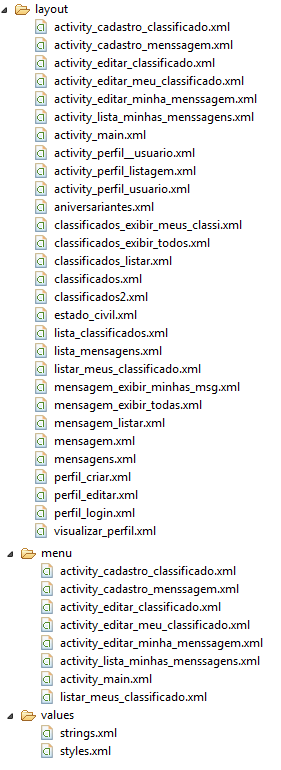 layout
activity_cadastro_classificado.xml
activity_cadastro_menssagem.xml
activity_editar_classificado.xml
activity_editar_meu_classificado.xml
activity_editar_minha_menssagem.xml
activity_lista_minhas_menssagens.xml
activity_main.xml
activity_perfil__usuario.xml
activity_perfil_listagem.xml
activity_perfil_usuario.xml
aniversariantes.xml
classificados_exibir_meus_classi.xml
classificados_exibir_todos.xml
classificados_listar.xml
classificados.xml
classificados2.xml
estado_civil.xml
lista_classificados.xml
lista_mensagens.xml
listar_meus_classificado.xml
mensagem_exibir_minhas_msg.xml
mensagem_exibir_todas.xml
mensagem_listar.xml
mensagem.xml
mensagens.xml
perfil_criar.xml
perfil_editar.xml
perfil_login.xml
visualizar_perfil.xml
menu
activity_cadastro_classificado.xml
activity_cadastro_menssagem.xml
activity_editar_classificado.xml
activity_editar_meu_classificado.xml
activity_editar_minha_menssagem.xml
activity_lista_minhas_menssagens.xml
activity_main.xml
listar_meus_classificado.xml
values
strings.xml
styles.xml